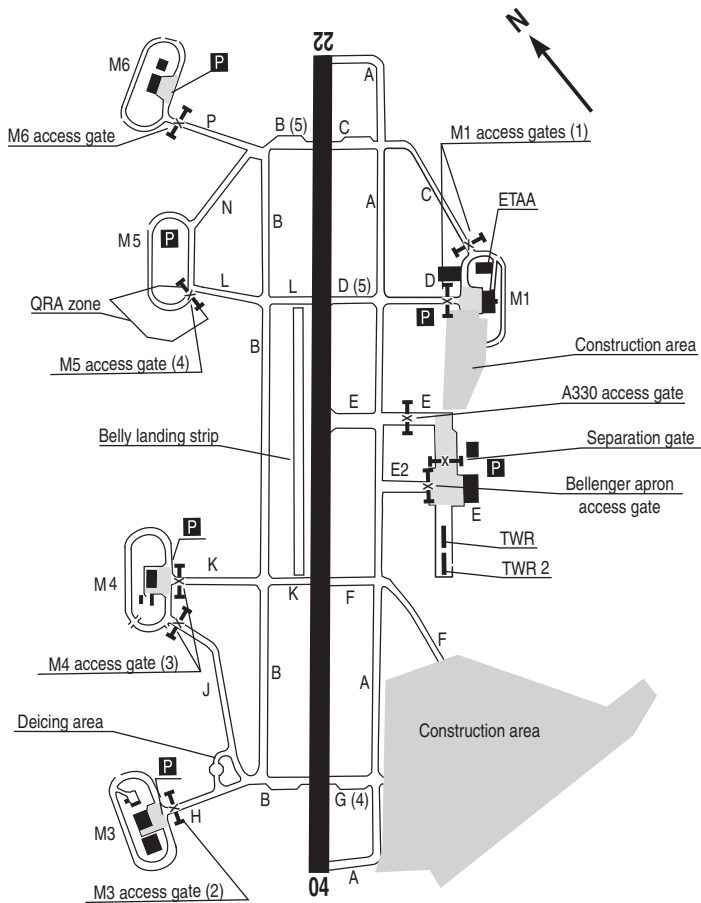 22
N
M6
P
A
M6 access gate
P
B (5)
C
M1 access gates (1)
N
B
A
C
ETAA
M5
P
L
L
D (5)
D
M1
QRA zone
P
B
M5 access gate (4)
Construction area
E
E
A330 access gate
Belly landing strip
Separation gate
P
E2
Bellenger apron
access gate
E
TWR
TWR 2
P
M4
K
K
F
F
M4 access gate (3)
J
B
A
Deicing area
Construction area
P
B
G (4)
H
M3
M3 access gate (2)
04
A